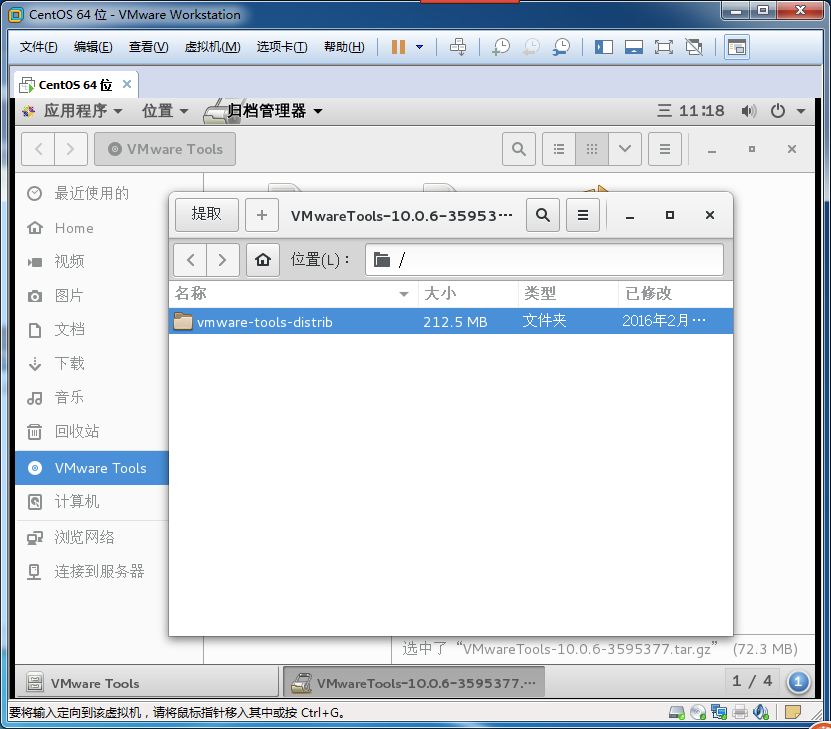 CentOS 64 位 - VMware Workstation
文件(F) 编辑(E) 查看(V) 虚拟机(M) 选项卡(T) 帮助(H)
CentOS 64 位
应用程序 位置 归档管理器 三 11:18
VMware Tools
最近使用的
Home
视频
图片
文档
下载
音乐
回收站
VMware Tools
计算机
浏览网络
连接到服务器
提取 + VMwareTools-10.0.6-35953…
位置(L)： /
名称 大小 类型 已修改
vmware-tools-distrib 212.5 MB 文件夹 2016年2月…
选中了“VMwareTools-10.0.6-3595377.tar.gz” (72.3 MB)
VMware Tools VMwareTools-10.0.6-3595377.… 1 / 4 1
要将输入定向到该虚拟机，请将鼠标指针移入其中或按 Ctrl+G。